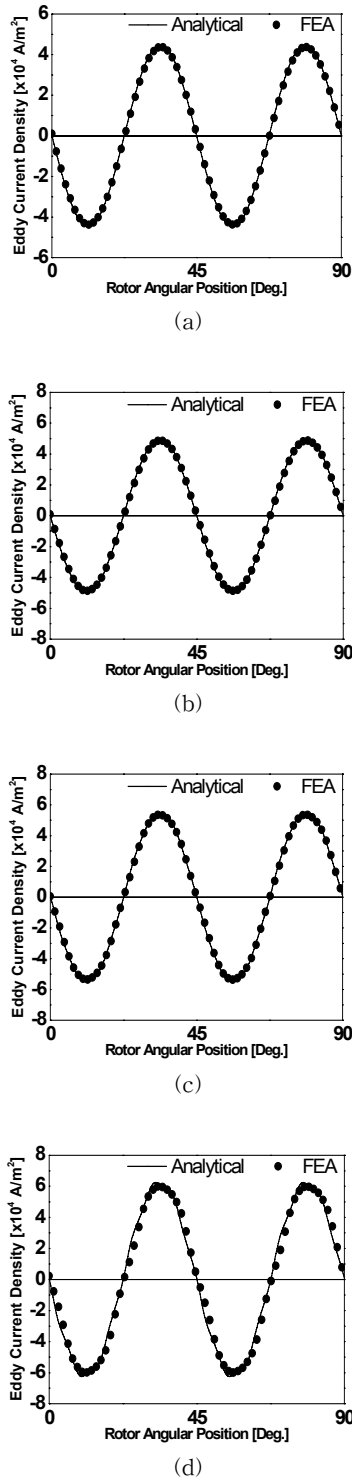 Analytical FEA
Eddy Current Density [x10⁴ A/m²]
6
4
2
0
-2
-4
-6
0 45 90
Rotor Angular Position [Deg.]
(a)
Analytical FEA
Eddy Current Density [x10⁴ A/m²]
8
6
4
2
0
-2
-4
-6
-8
0 45 90
Rotor Angular Position [Deg.]
(b)
Analytical FEA
Eddy Current Density [x10⁴ A/m²]
8
6
4
2
0
-2
-4
-6
-8
0 45 90
Rotor Angular Position [Deg.]
(c)
Analytical FEA
Eddy Current Density [x10⁴ A/m²]
8
6
4
2
0
-2
-4
-6
-8
0 45 90
Rotor Angular Position [Deg.]
(d)